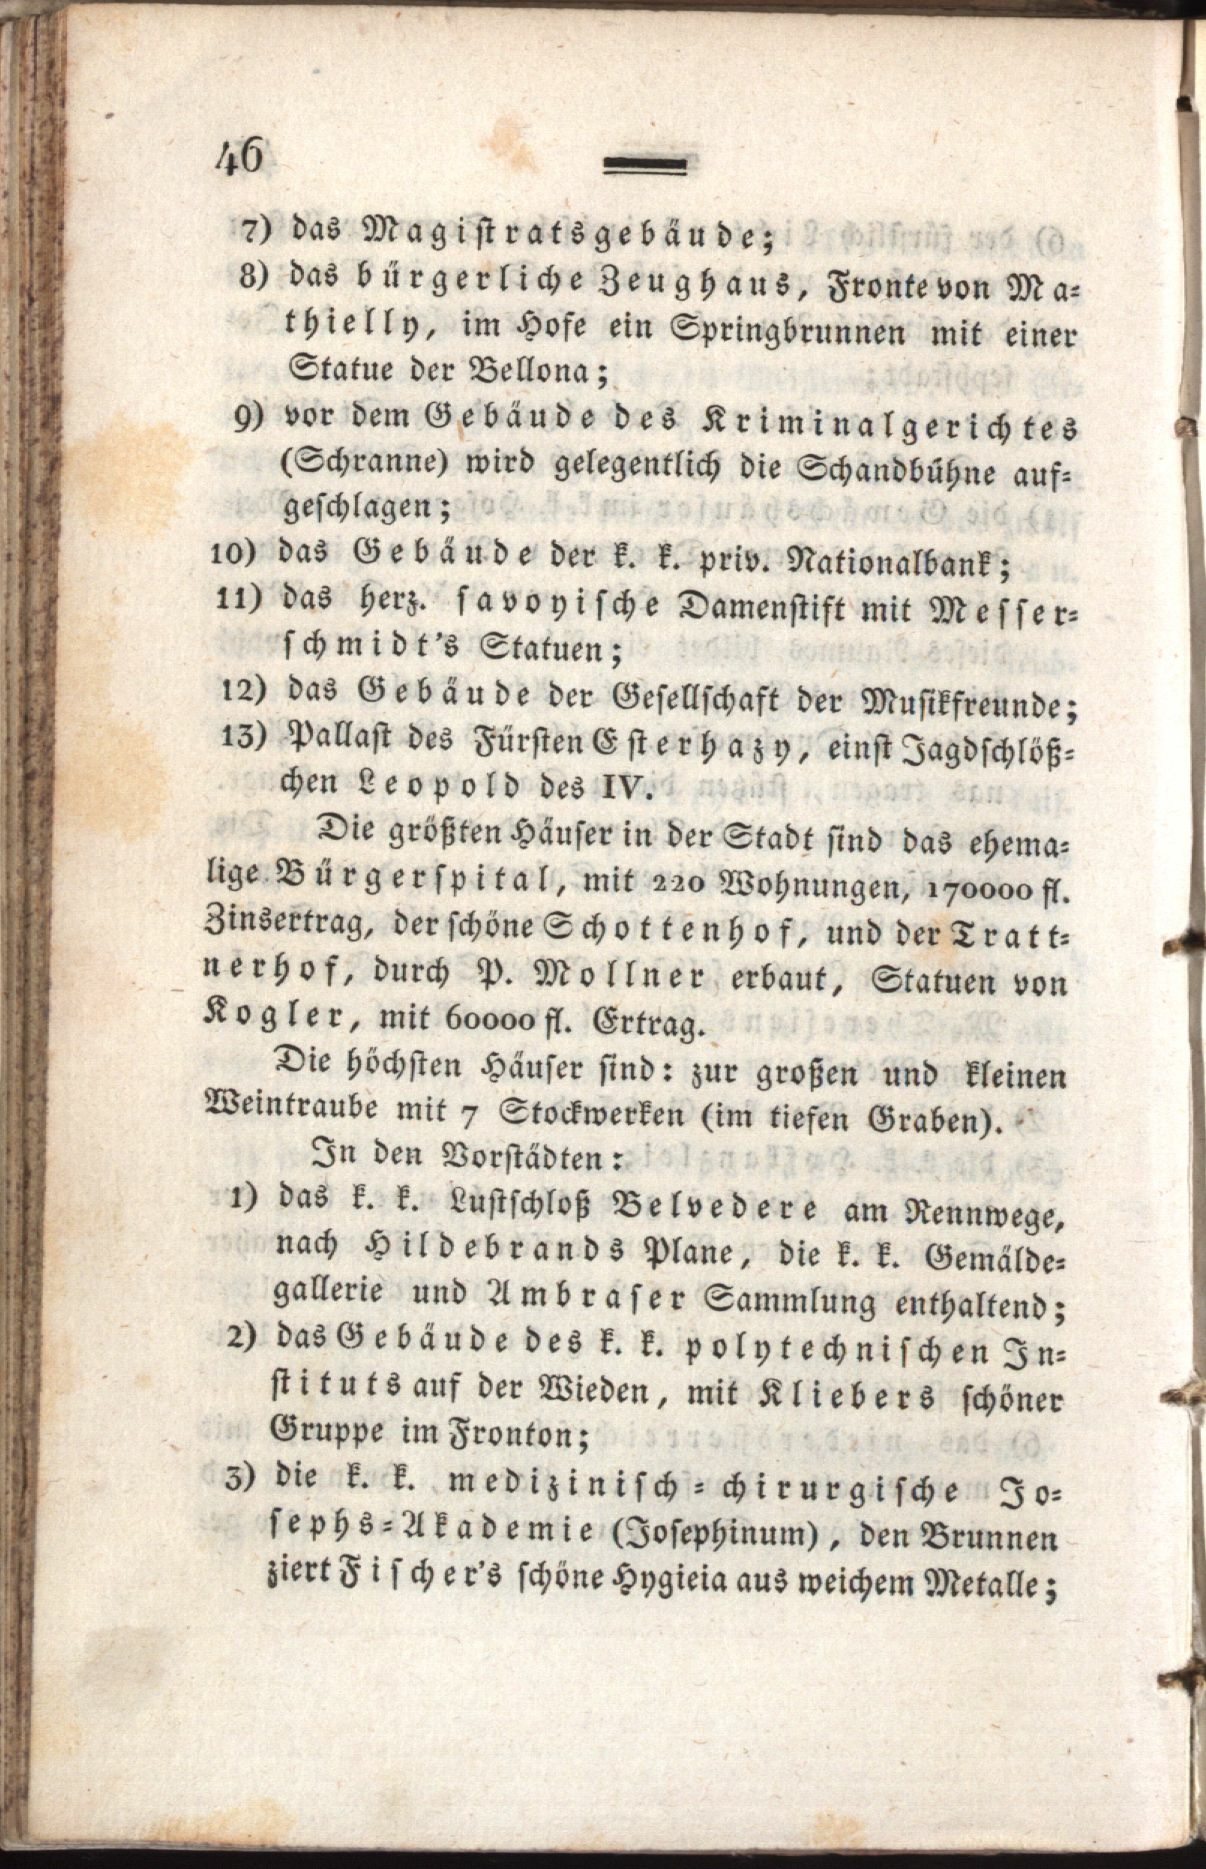 46
7) das Magistratsgebäude;
8) das bürgerliche Zeughaus, Fronte von Ma-
thielly, im Hofe ein Springbrunnen mit einer
Statue der Bellona;
9) vor dem Gebäude des Kriminalgerichtes
(Schranne) wird gelegentlich die Schandbühne auf-
geschlagen;
10) das Gebäude der k. k. priv. Nationalbank;
11) das herz. savoyische Damenstift mit Messer-
schmidt's Statuen;
12) das Gebäude der Gesellschaft der Musikfreunde;
13) Pallast des Fürsten Esterhazy, einst Jagdschlöß-
chen Leopold des IV.
Die größten Häuser in der Stadt sind das ehema-
lige Bürgerspital, mit 220 Wohnungen, 170000 fl.
Zinsertrag, der schöne Schottenhof, und der Tratt-
nerhof, durch P. Mollner erbaut, Statuen von
Kogler, mit 60000 fl. Ertrag.
Die höchsten Häuser sind: zur großen und kleinen
Weintraube mit 7 Stockwerken (im tiefen Graben).
In den Vorstädten:
1) das k. k. Lustschloß Belvedere am Rennwege,
nach Hildebrands Plane, die k. k. Gemälde-
gallerie und Ambraser Sammlung enthaltend;
2) das Gebäude des k. k. polytechnischen In-
stituts auf der Wieden, mit Kliebers schöner
Gruppe im Fronton;
3) die k. k. medizinisch-chirurgische Jo-
sephs-Akademie (Josephinum), den Brunnen
ziert Fischer's schöne Hygieia aus weichem Metalle;